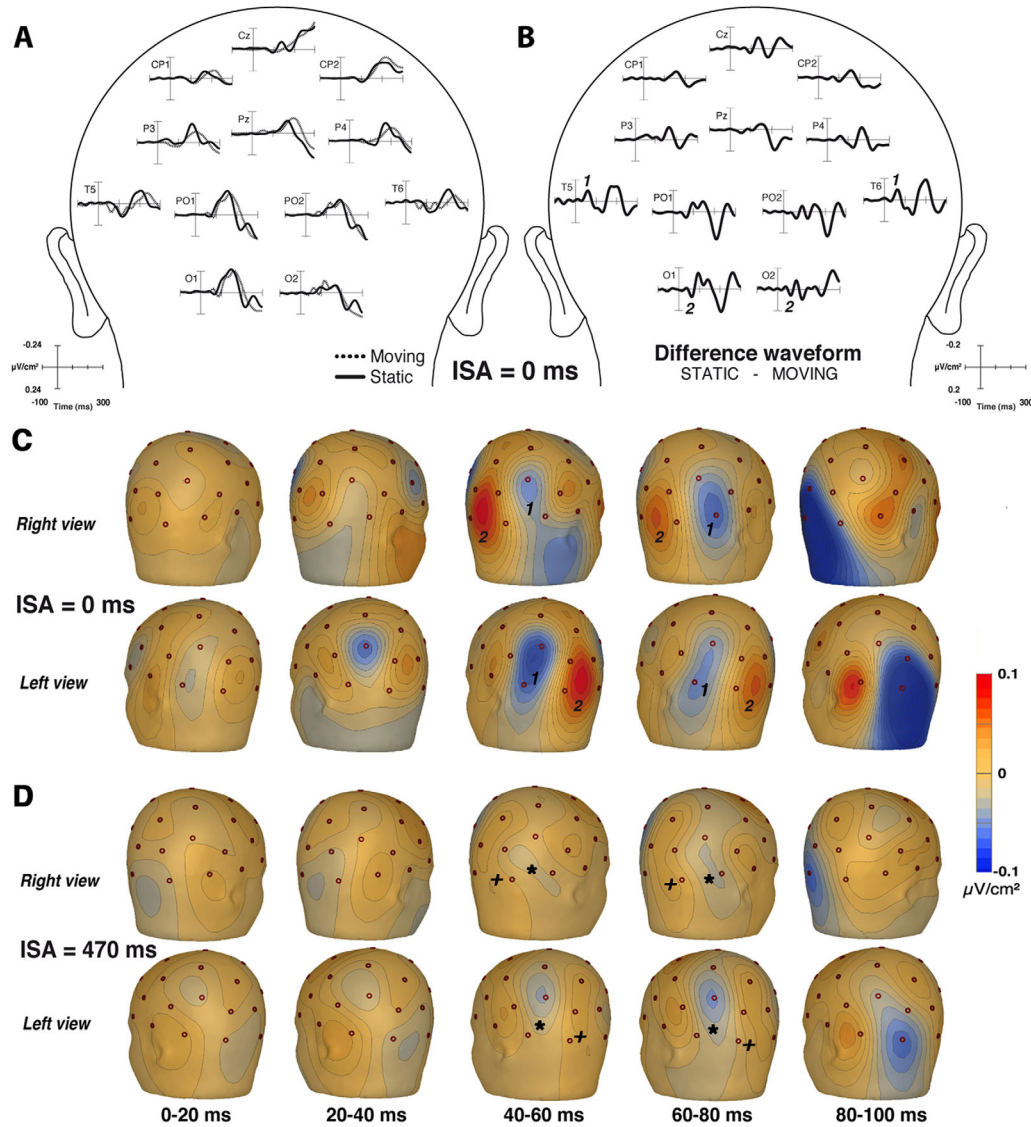 A
Cz
CP1
CP2
P3
Pz
P4
T5
PO1
PO2
T6
O1
O2
-0.24
µV/cm²
0.24
-100 Time (ms) 300
Moving
Static
ISA = 0 ms
B
Cz
CP1
CP2
P3
Pz
P4
T5 1
PO1
PO2
T6 1
O1
2
O2
2
Difference waveform
STATIC - MOVING
-0.2
µV/cm²
0.2
-100 Time (ms) 300
C
Right view
1
2
1
2
ISA = 0 ms
Left view
1
2
1
2
0.1
0
-0.1
µV/cm²
D
Right view
+ *
+ *
ISA = 470 ms
Left view
* +
* +
0-20 ms 20-40 ms 40-60 ms 60-80 ms 80-100 ms